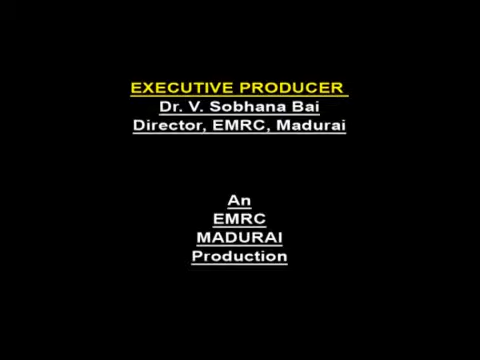 EXECUTIVE PRODUCER
Dr. V. Sobhana Bai
Director, EMRC, Madurai
An
EMRC
MADURAI
Production